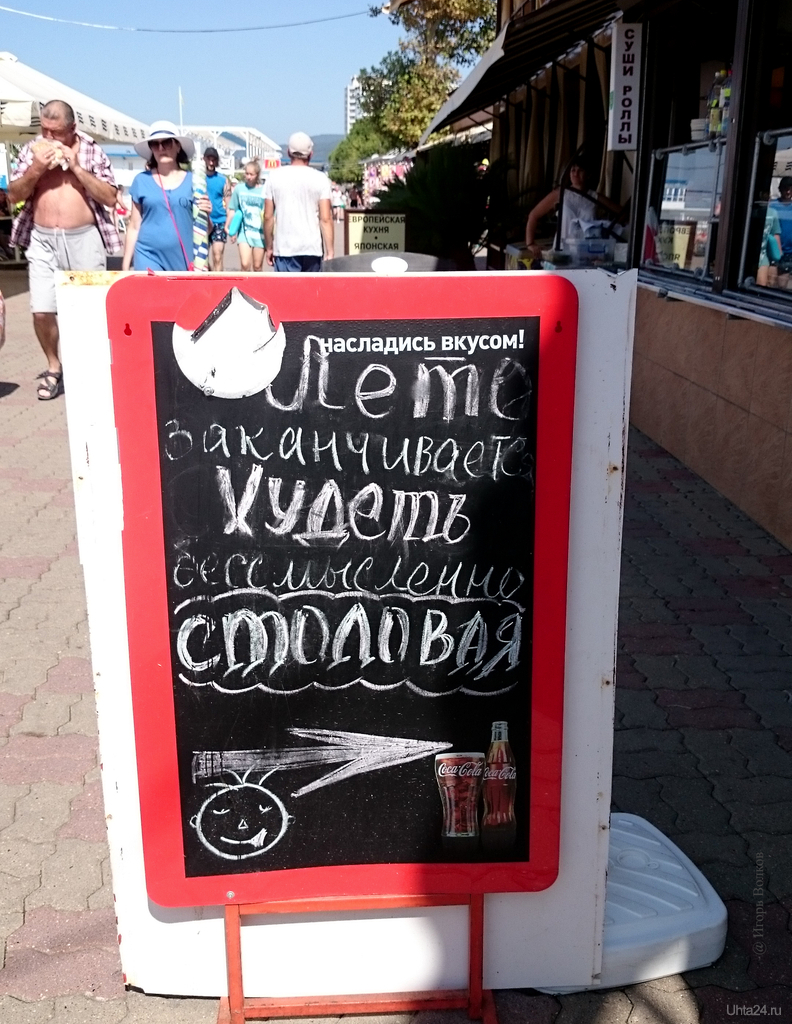 СУШИ РОЛЛЫ
ЕВРОПЕЙСКАЯ
КУХНЯ
•
ЯПОНСКАЯ
насладись вкусом!
Лето
заканчивается
Худеть
бессмысленно
СТОЛОВАЯ
Coca-Cola Coca-Cola
@ Игорь Волков
Uhta24.ru